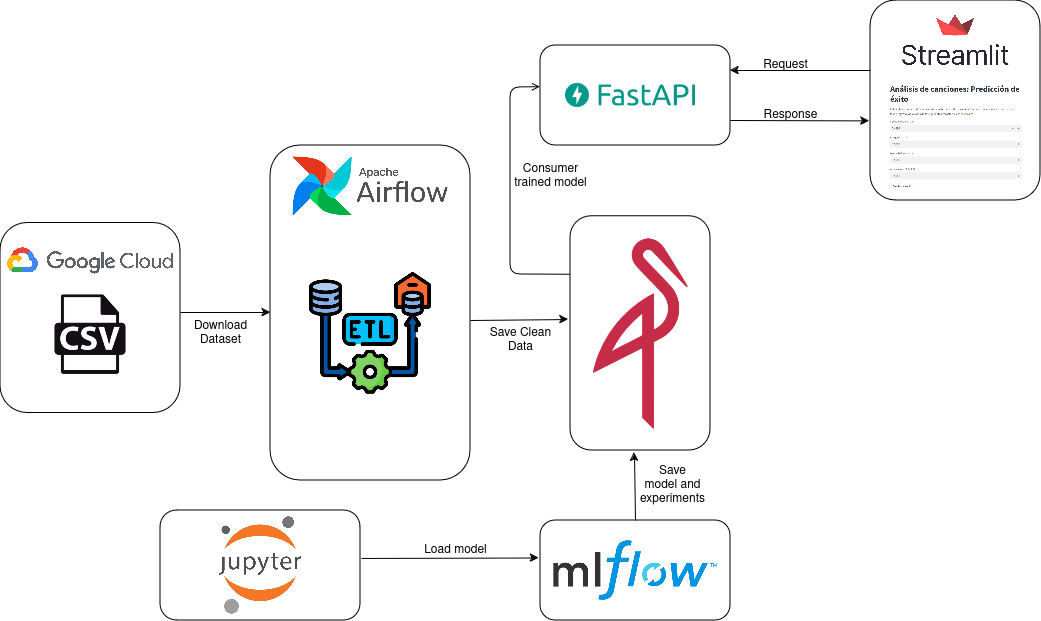 Streamlit
Análisis de canciones: Predicción de
éxito
Request
FastAPI
Response
Consumer
trained model
Apache
Airflow
Google Cloud
CSV
Download
Dataset
ETL
Save Clean
Data
Save
model and
experiments
jupyter
Load model
mlflow™